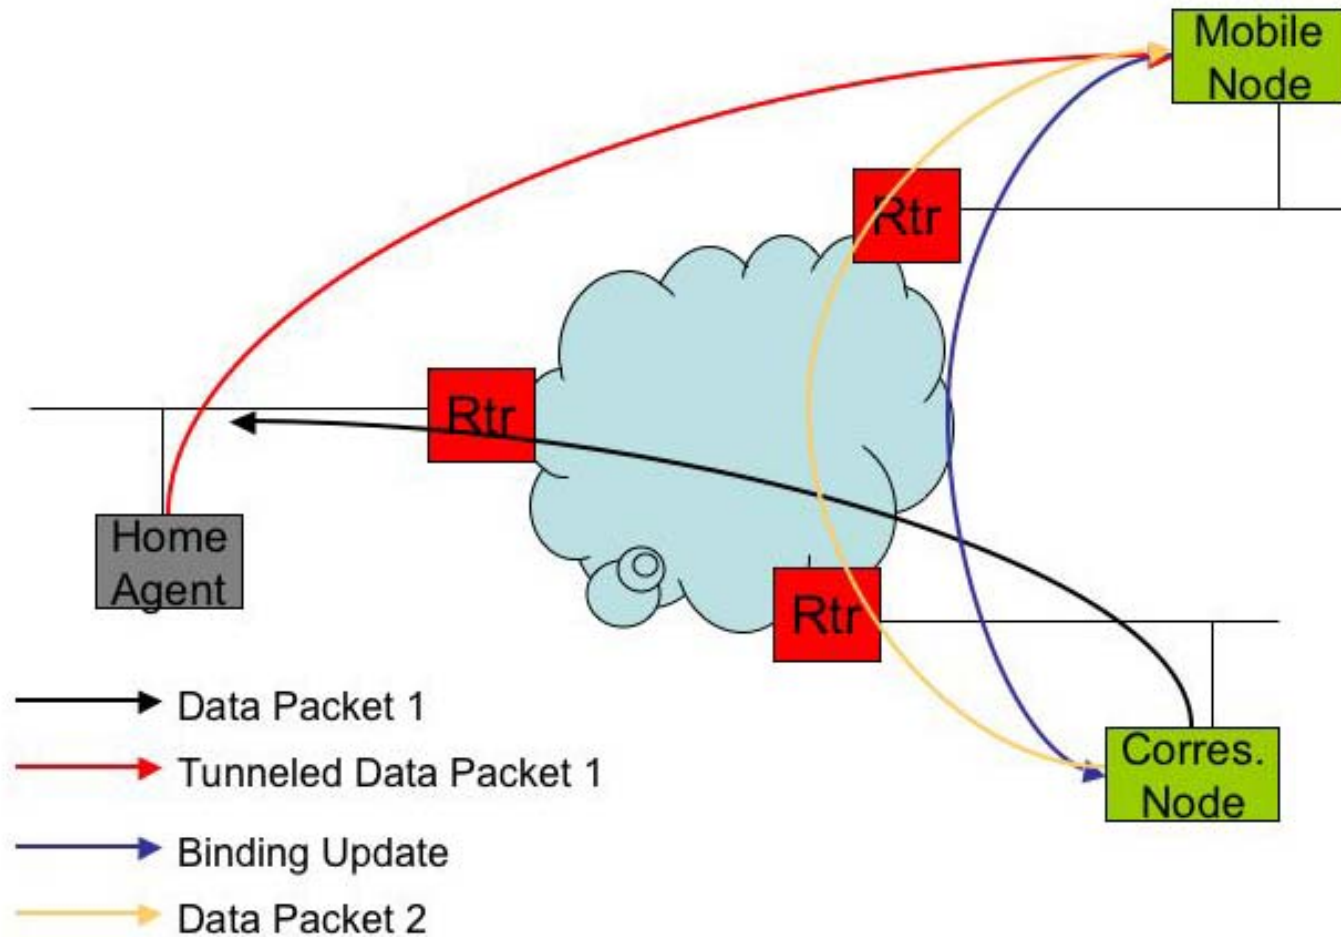 Mobile
Node
Rtr
Rtr
Home
Agent
Rtr
Corres.
Node
Data Packet 1
Tunneled Data Packet 1
Binding Update
Data Packet 2